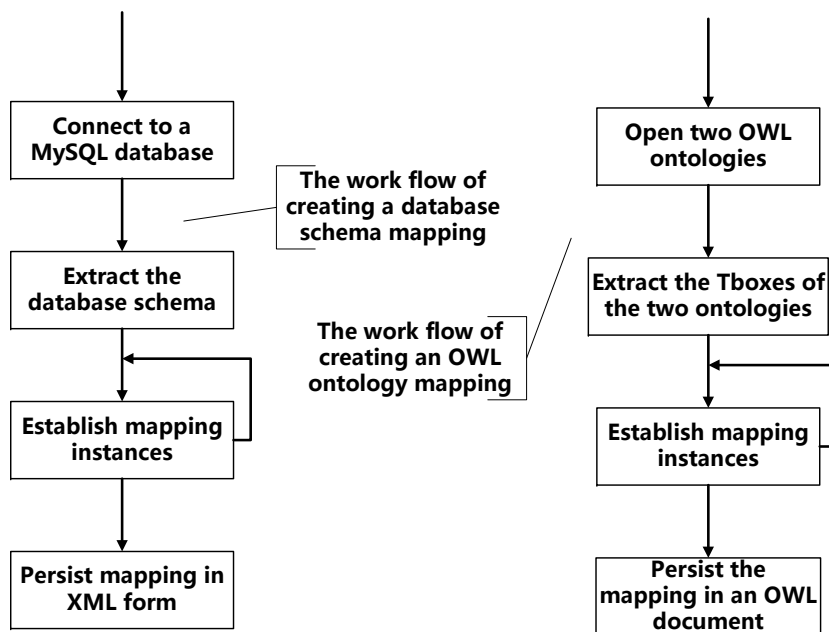 Connect to a
MySQL database
The work flow of
creating a database
schema mapping
Extract the
database schema
Establish mapping
instances
Persist mapping in
XML form
Open two OWL
ontologies
The work flow of
creating an OWL
ontology mapping
Extract the Tboxes of
the two ontologies
Establish mapping
instances
Persist the
mapping in an OWL
document